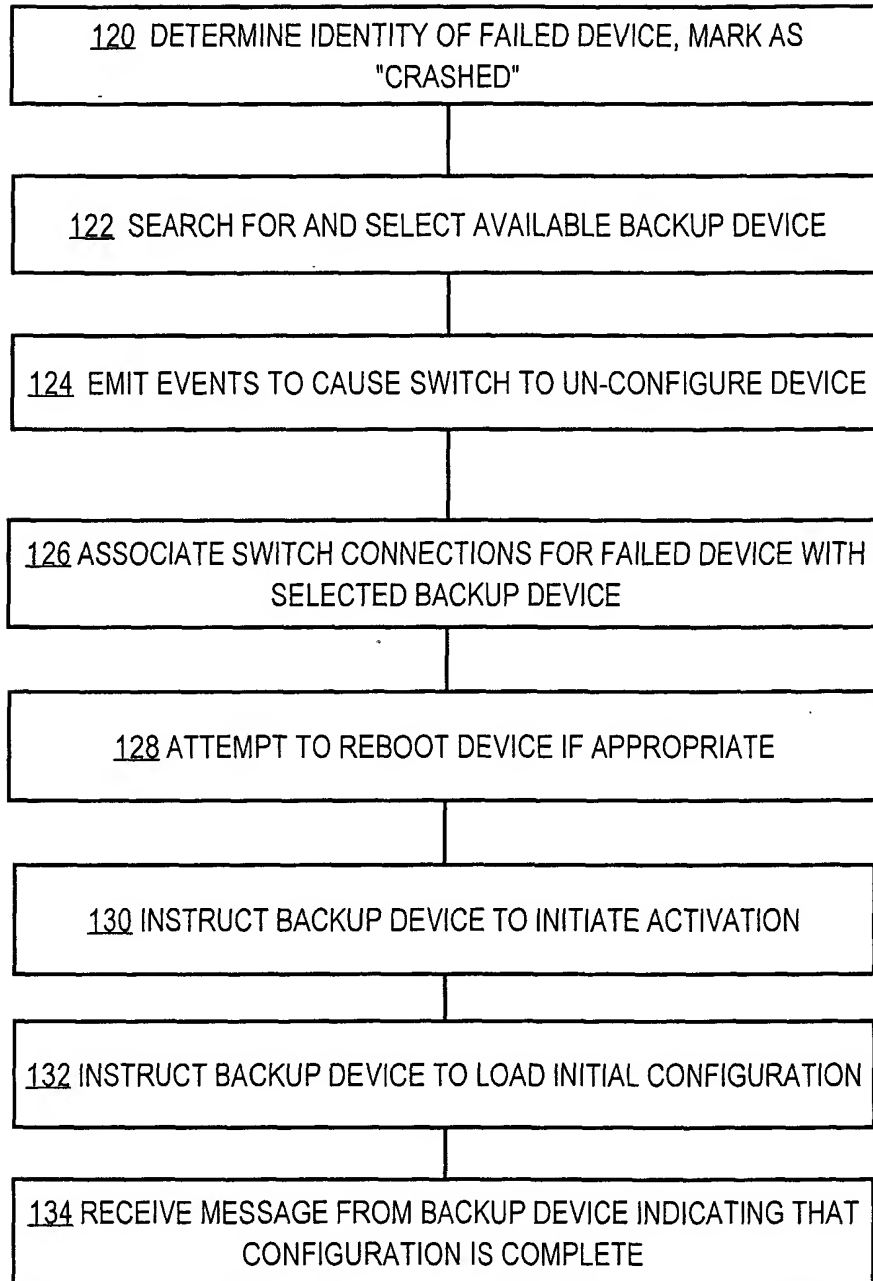 120 DETERMINE IDENTITY OF FAILED DEVICE, MARK AS
"CRASHED"
122 SEARCH FOR AND SELECT AVAILABLE BACKUP DEVICE
124 EMIT EVENTS TO CAUSE SWITCH TO UN-CONFIGURE DEVICE
126 ASSOCIATE SWITCH CONNECTIONS FOR FAILED DEVICE WITH
SELECTED BACKUP DEVICE
128 ATTEMPT TO REBOOT DEVICE IF APPROPRIATE
130 INSTRUCT BACKUP DEVICE TO INITIATE ACTIVATION
132 INSTRUCT BACKUP DEVICE TO LOAD INITIAL CONFIGURATION
134 RECEIVE MESSAGE FROM BACKUP DEVICE INDICATING THAT
CONFIGURATION IS COMPLETE